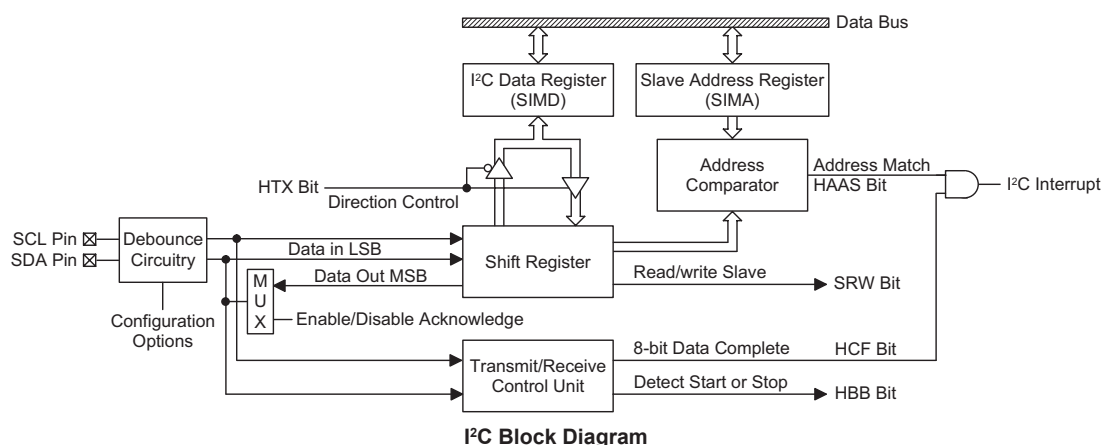 Data Bus
I²C Data Register
(SIMD)
Slave Address Register
(SIMA)
HTX Bit
Direction Control
Address
Comparator
Address Match
HAAS Bit
I²C Interrupt
SCL Pin
SDA Pin
Debounce
Circuitry
Data in LSB
Shift Register
Data Out MSB
M
U
X
Read/write Slave
SRW Bit
Configuration
Options
Enable/Disable Acknowledge
Transmit/Receive
Control Unit
8-bit Data Complete
HCF Bit
Detect Start or Stop
HBB Bit
I²C Block Diagram